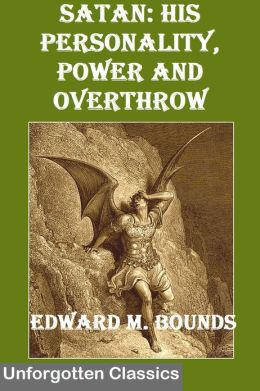 SATAN: HIS
PERSONALITY,
POWER AND
OVERTHROW
EDWARD M. BOUNDS
Unforgotten Classics